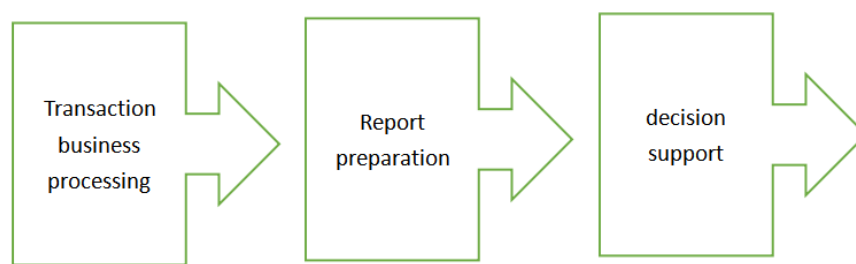 Transaction
business
processing
Report
preparation
decision
support